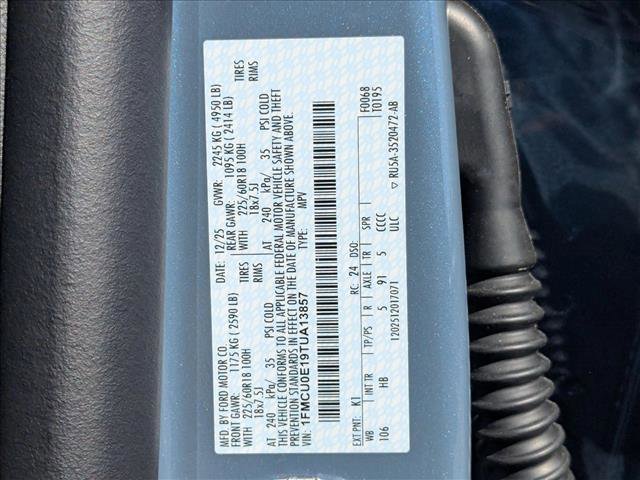 MFD. BY FORD MOTOR CO.
DATE: 12/25 GVWR: 2245 KG ( 4950 LB)
FRONT GAWR: 1175 KG ( 2590 LB) REAR GAWR: 1095 KG ( 2414 LB)
WITH 225/60R18 100H TIRES WITH 225/60R18 100H TIRES
18x7.5J RIMS 18x7.5J RIMS
AT 240 kPa/ 35 PSI COLD AT 240 kPa/ 35 PSI COLD
THIS VEHICLE CONFORMS TO ALL APPLICABLE FEDERAL MOTOR VEHICLE SAFETY AND THEFT
PREVENTION STANDARDS IN EFFECT ON THE DATE OF MANUFACTURE SHOWN ABOVE.
VIN: 1FMCU0E19TUA13857 TYPE: MPV
F0068
T0195
EXT PNT: K1 RC: 24 DSO:
WB INT TR TP/PS R AXLE TR SPR
106 HB 5 91 5 CCCC
1202512017071 ULC
▽ RU5A-3520472-AB